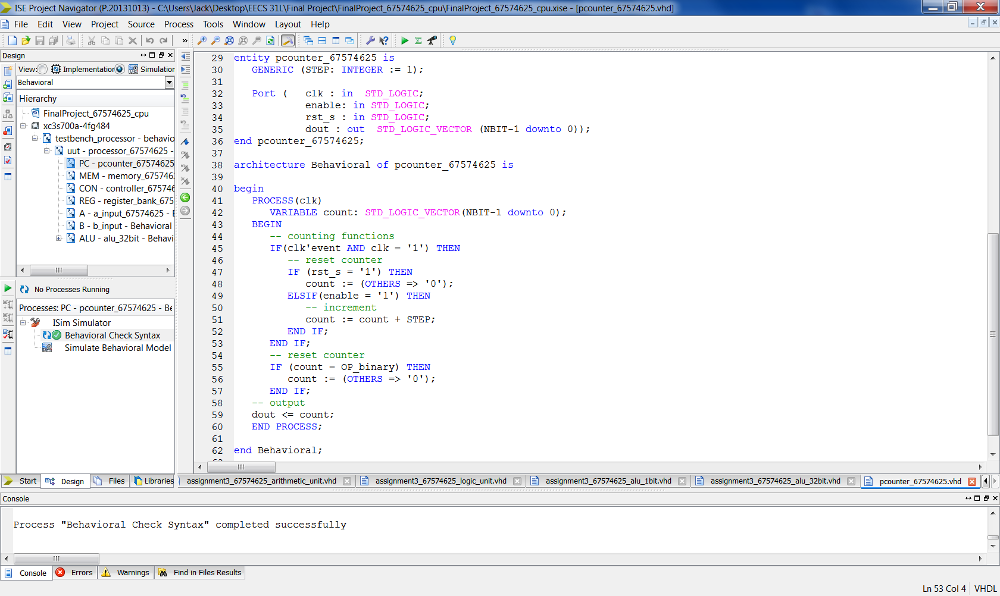 ISE Project Navigator (P.20131013) - C:\Users\Jack\Desktop\EECS 31L\Final Project\FinalProject_67574625_cpu\FinalProject_67574625_cpu.xise - [pcounter_67574625.vhd]
File Edit View Project Source Process Tools Window Layout Help
Design
View: Implementation Simulation
Behavioral
Hierarchy
FinalProject_67574625_cpu
xc3s700a-4fg484
testbench_processor - behavio
uut - processor_67574625 -
PC - pcounter_67574625
MEM - memory_6757462
CON - controller_675746
REG - register_bank_675
A - a_input_67574625 - B
B - b_input - Behavioral
ALU - alu_32bit - Behavi
No Processes Running
Processes: PC - pcounter_67574625 - Be
ISim Simulator
Behavioral Check Syntax
Simulate Behavioral Model
Start Design Files Libraries
29 entity pcounter_67574625 is
30 GENERIC (STEP: INTEGER := 1);
31
32 Port ( clk : in STD_LOGIC;
33 enable: in STD_LOGIC;
34 rst_s : in STD_LOGIC;
35 dout : out STD_LOGIC_VECTOR (NBIT-1 downto 0));
36 end pcounter_67574625;
37
38 architecture Behavioral of pcounter_67574625 is
39
40 begin
41 PROCESS(clk)
42 VARIABLE count: STD_LOGIC_VECTOR(NBIT-1 downto 0);
43 BEGIN
44 -- counting functions
45 IF(clk'event AND clk = '1') THEN
46 -- reset counter
47 IF (rst_s = '1') THEN
48 count := (OTHERS => '0');
49 ELSIF(enable = '1') THEN
50 -- increment
51 count := count + STEP;
52 END IF;
53 END IF;
54 -- reset counter
55 IF (count = OP_binary) THEN
56 count := (OTHERS => '0');
57 END IF;
58 -- output
59 dout <= count;
60 END PROCESS;
61
62 end Behavioral;
assignment3_67574625_arithmetic_unit.vhd assignment3_67574625_logic_unit.vhd assignment3_67574625_alu_1bit.vhd assignment3_67574625_alu_32bit.vhd pcounter_67574625.vhd
Console
Process "Behavioral Check Syntax" completed successfully
Console Errors Warnings Find in Files Results
Ln 53 Col 4 VHDL